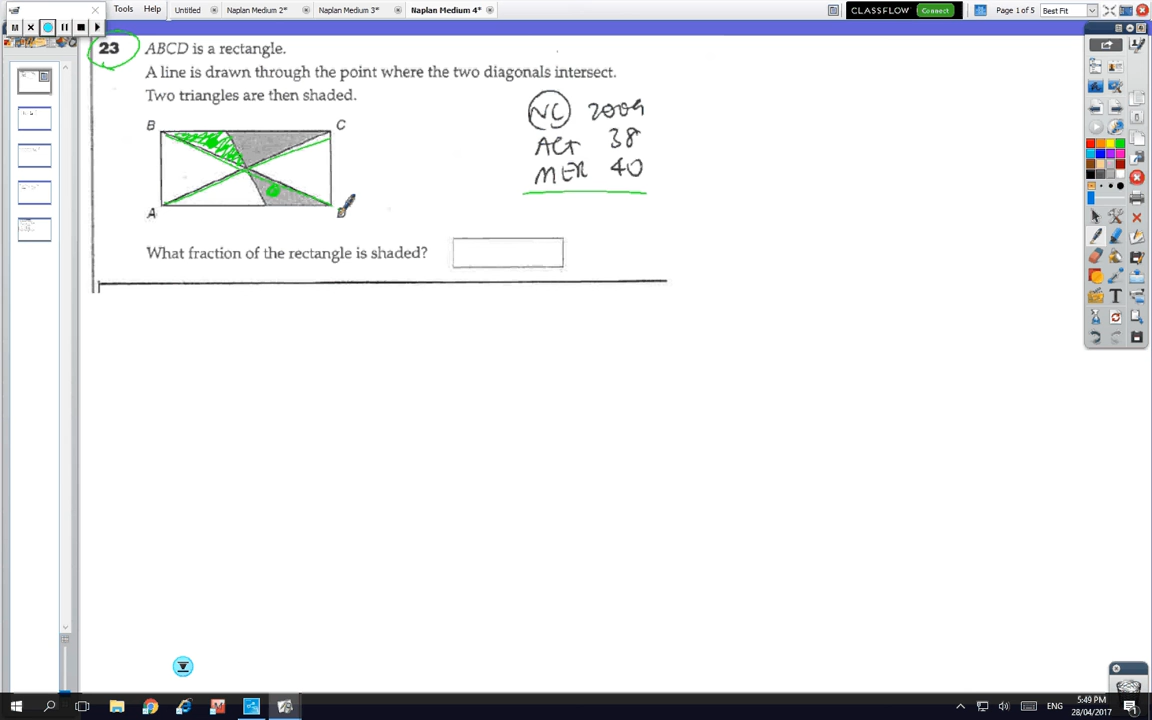 Tools Help Untitled Naplan Medium 2* Naplan Medium 3* Naplan Medium 4* CLASSFLOW Connect Page 1 of 5 Best Fit
M
23 ABCD is a rectangle.
A line is drawn through the point where the two diagonals intersect.
Two triangles are then shaded.
NC 2009
ACT 38
MER 40
B C
A
What fraction of the rectangle is shaded?
T
ENG 5:49 PM
28/04/2017